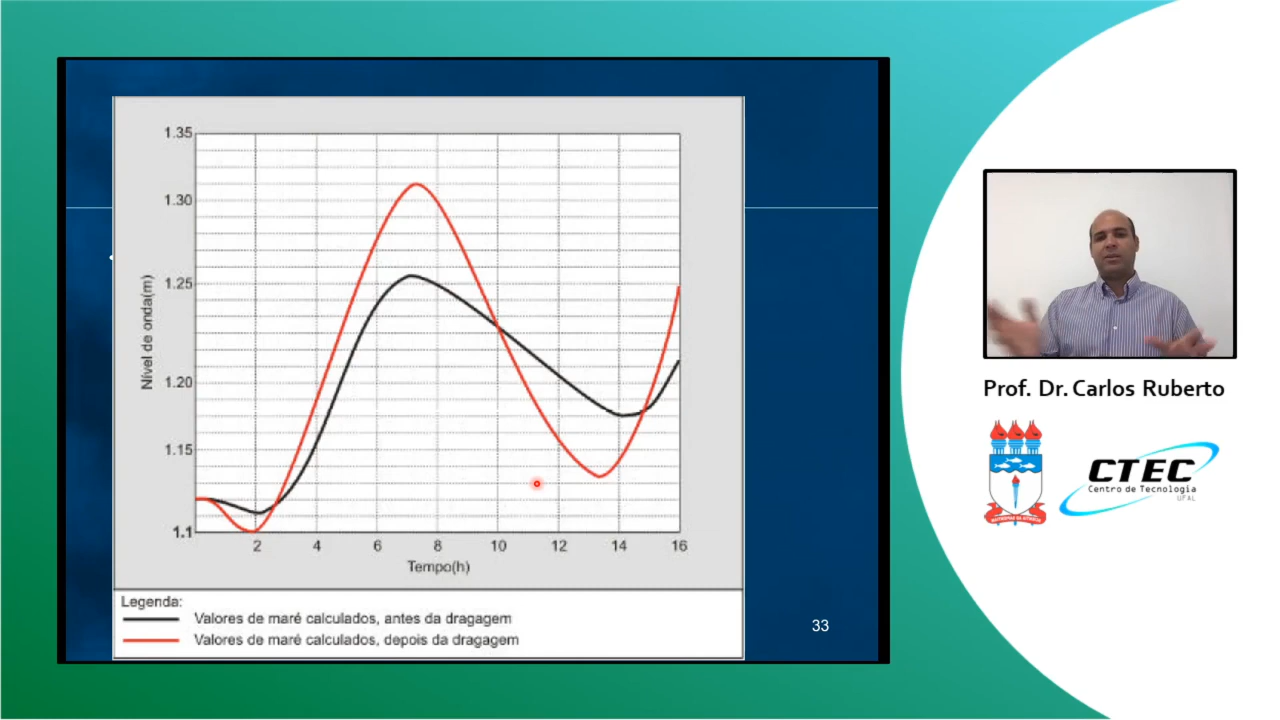 1.35
1.30
1.25
1.20
1.15
1.1
Nível de onda(m)
2 4 6 8 10 12 14 16
Tempo(h)
Legenda:
Valores de maré calculados, antes da dragagem
Valores de maré calculados, depois da dragagem
33
Prof. Dr. Carlos Ruberto
CTEC
Centro de Tecnologia
UFAL